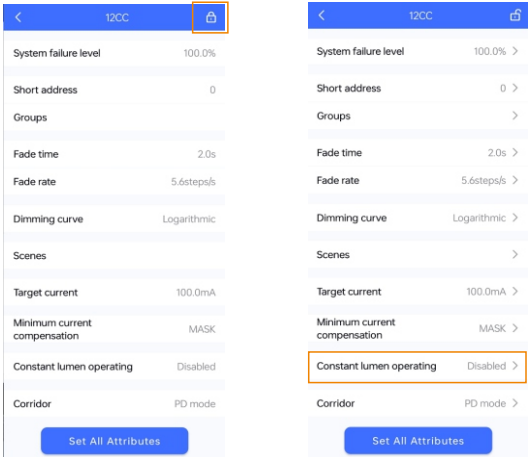 12CC
System failure level 100.0%
Short address 0
Groups
Fade time 2.0s
Fade rate 5.6steps/s
Dimming curve Logarithmic
Scenes
Target current 100.0mA
Minimum current
compensation MASK
Constant lumen operating Disabled
Corridor PD mode
Set All Attributes
12CC
System failure level 100.0%
Short address 0
Groups
Fade time 2.0s
Fade rate 5.6steps/s
Dimming curve Logarithmic
Scenes
Target current 100.0mA
Minimum current
compensation MASK
Constant lumen operating Disabled
Corridor PD mode
Set All Attributes